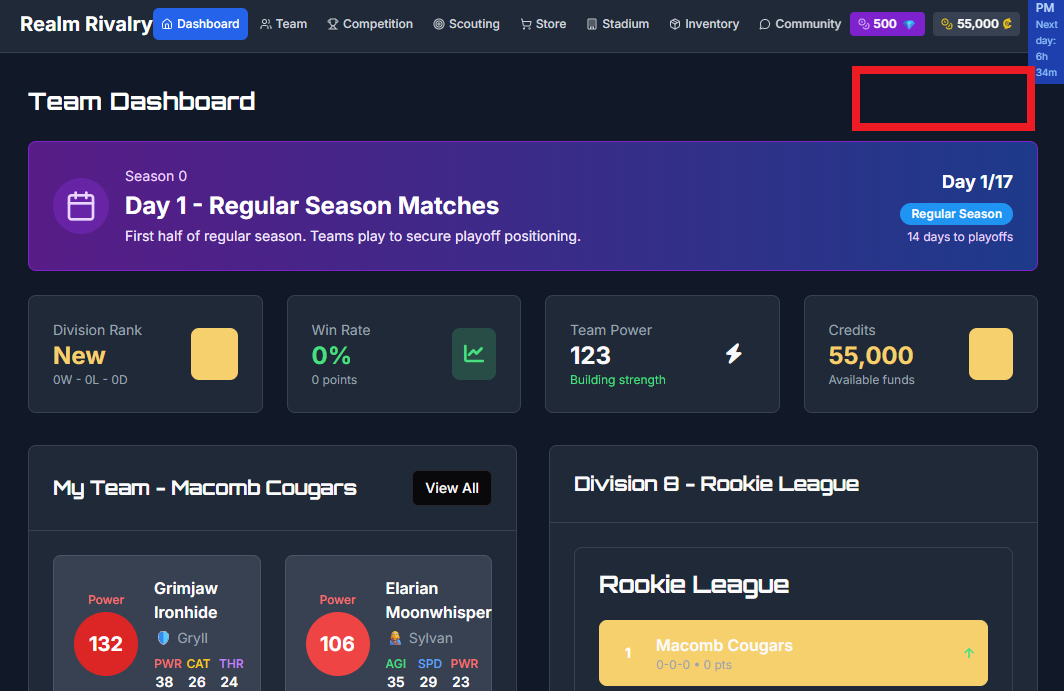 Realm Rivalry
Dashboard
Team
Competition
Scouting
Store
Stadium
Inventory
Community
500
55,000 ₡
PM
Next
day:
6h
34m
Team Dashboard
Season 0
Day 1 - Regular Season Matches
First half of regular season. Teams play to secure playoff positioning.
Day 1/17
Regular Season
14 days to playoffs
Division Rank
New
0W - 0L - 0D
Win Rate
0%
0 points
Team Power
123
Building strength
Credits
55,000
Available funds
My Team - Macomb Cougars
View All
Power
132
Grimjaw
Ironhide
Gryll
PWR CAT THR
38 26 24
Power
106
Elarian
Moonwhisper
Sylvan
AGI SPD PWR
35 29 23
Division 8 - Rookie League
Rookie League
1
Macomb Cougars
0-0-0 • 0 pts